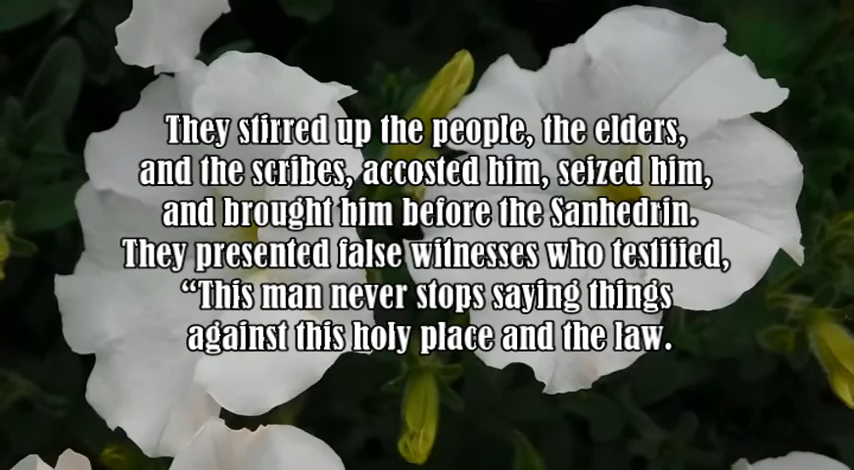 They stirred up the people, the elders,
and the scribes, accosted him, seized him,
and brought him before the Sanhedrin.
They presented false witnesses who testified,
“This man never stops saying things
against this holy place and the law.